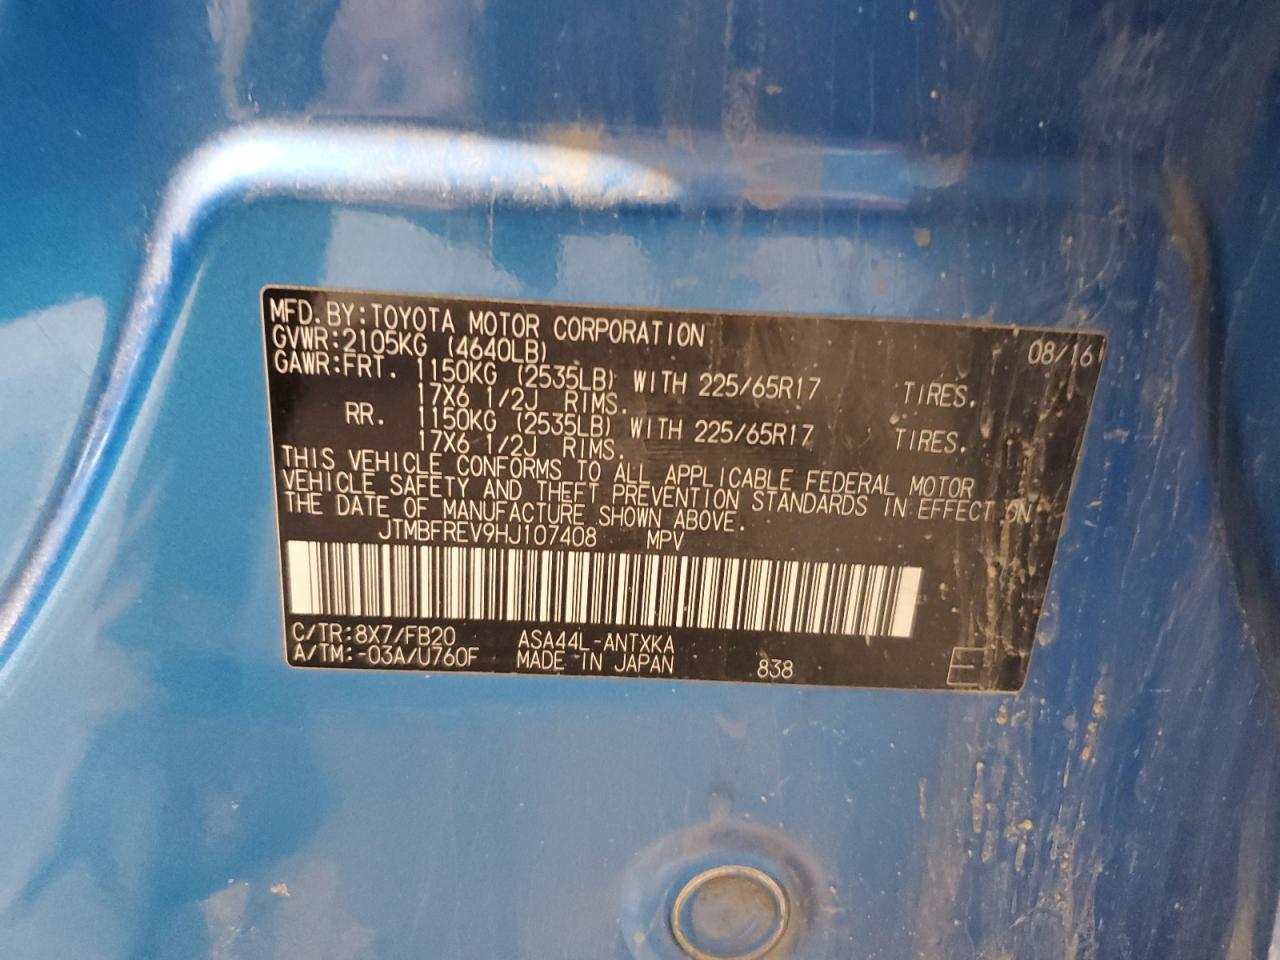 MFD. BY: TOYOTA MOTOR CORPORATION 08/16
GVWR: 2105KG (4640LB)
GAWR: FRT. 1150KG (2535LB) WITH 225/65R17 TIRES.
17X6 1/2J RIMS.
RR. 1150KG (2535LB) WITH 225/65R17 TIRES.
17X6 1/2J RIMS.
THIS VEHICLE CONFORMS TO ALL APPLICABLE FEDERAL MOTOR
VEHICLE SAFETY AND THEFT PREVENTION STANDARDS IN EFFECT ON
THE DATE OF MANUFACTURE SHOWN ABOVE.
JTMBFREV9HJ107408 MPV
C/TR: 8X7/FB20 ASA44L-ANTXKA
A/TM: -03A/U760F MADE IN JAPAN 838 E